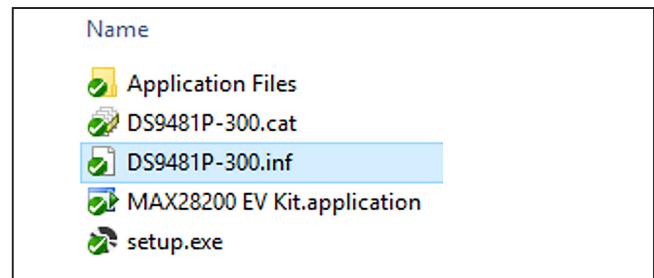 Name
Application Files
DS9481P-300.cat
DS9481P-300.inf
MAX28200 EV Kit.application
setup.exe